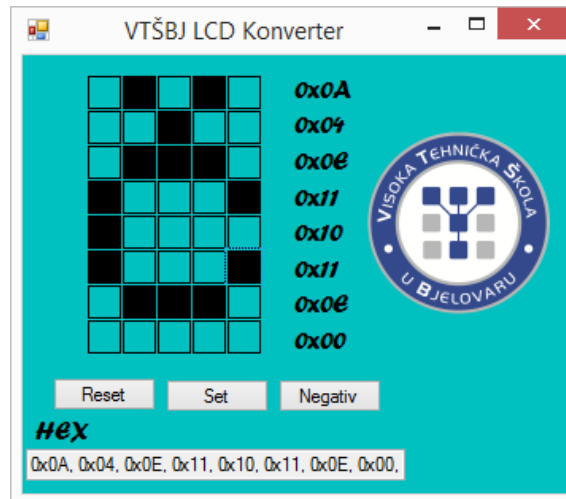 VTŠBJ LCD Konverter
0x0A
0x04
0x0E
0x11
0x10
0x11
0x0E
0x00
VISOKA TEHNIČKA ŠKOLA
U BJELOVARU
Reset
Set
Negativ
HEX
0x0A, 0x04, 0x0E, 0x11, 0x10, 0x11, 0x0E, 0x00,